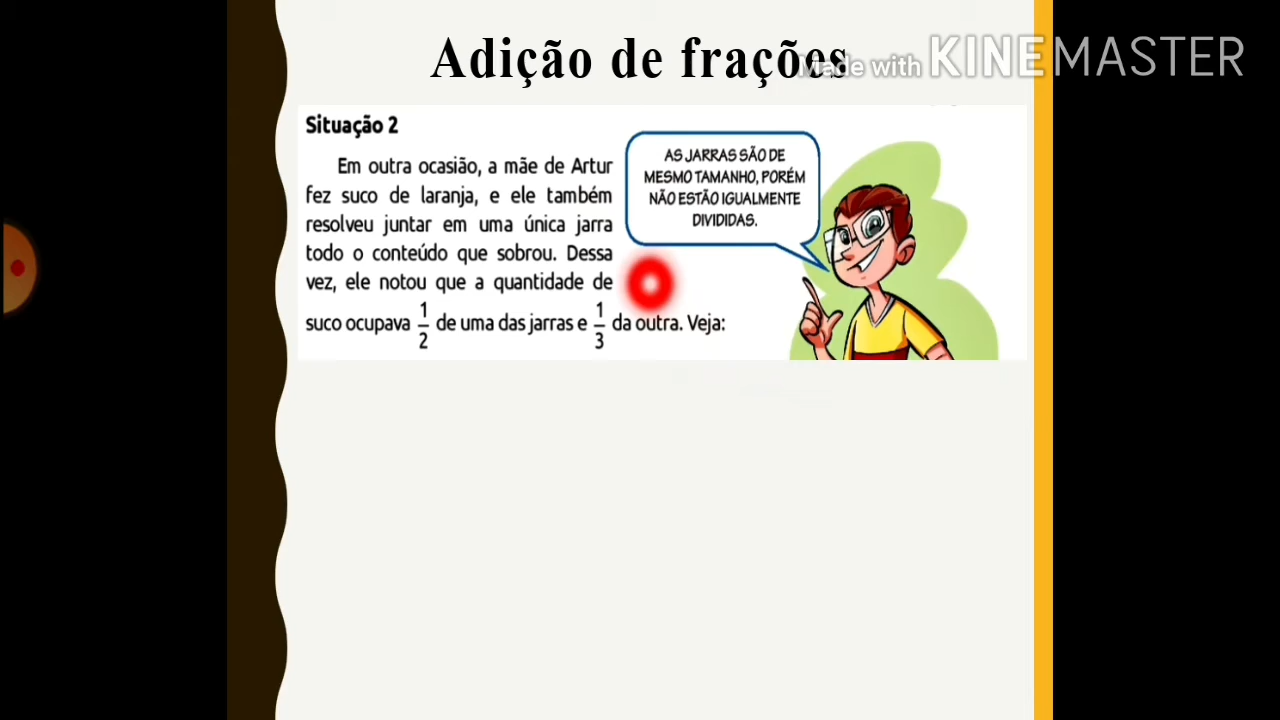 Adição de frações
Made with KINEMASTER
Situação 2
Em outra ocasião, a mãe de Artur
fez suco de laranja, e ele também
resolveu juntar em uma única jarra
todo o conteúdo que sobrou. Dessa
vez, ele notou que a quantidade de
suco ocupava 1/2 de uma das jarras e 1/3 da outra. Veja:
AS JARRAS SÃO DE
MESMO TAMANHO, PORÉM
NÃO ESTÃO IGUALMENTE
DIVIDIDAS.